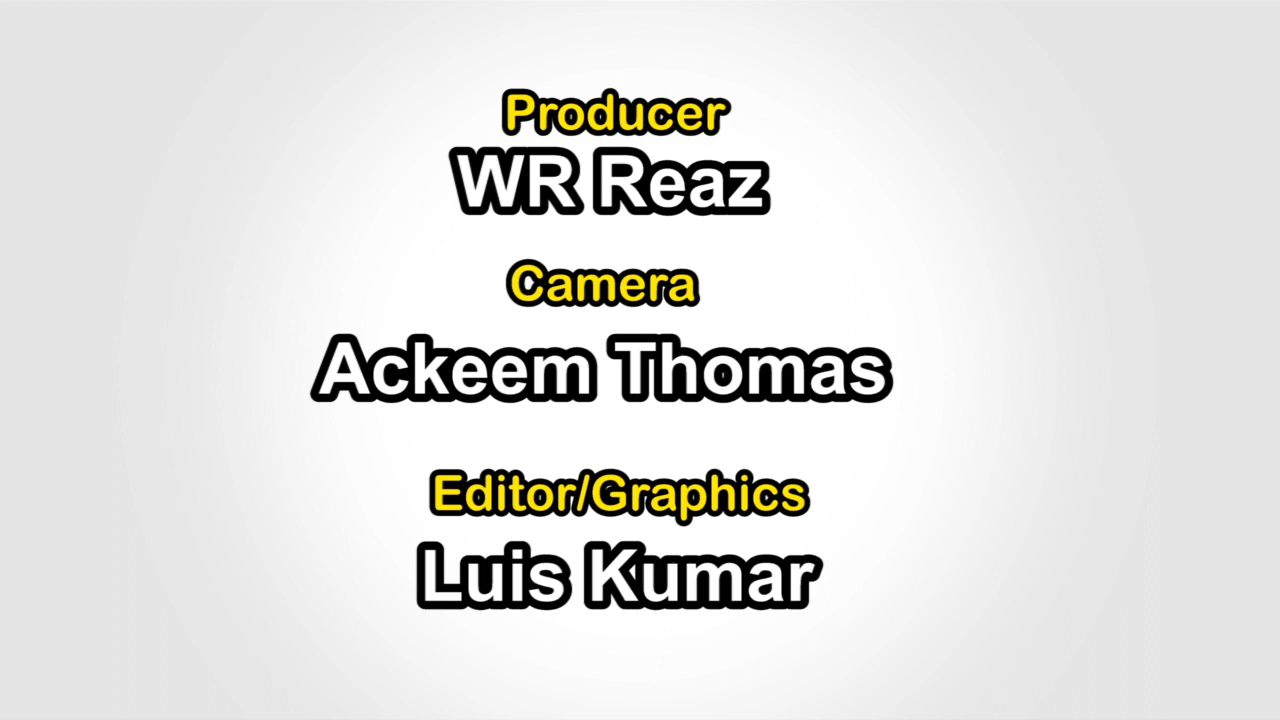 Producer
WR Reaz
Camera
Ackeem Thomas
Editor/Graphics
Luis Kumar